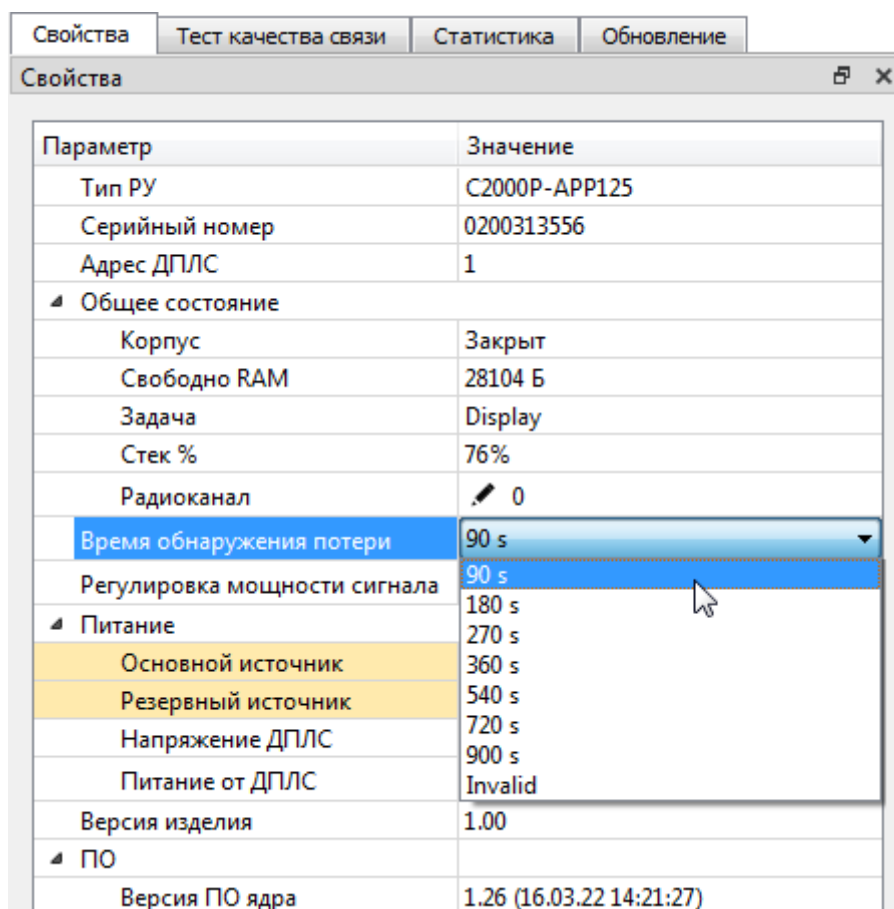 Свойства Тест качества связи Статистика Обновление
Свойства
Параметр Значение
Тип РУ С2000Р-АРР125
Серийный номер 0200313556
Адрес ДПЛС 1
Общее состояние
Корпус Закрыт
Свободно RAM 28104 Б
Задача Display
Стек % 76%
Радиоканал 0
Время обнаружения потери 90 s
Регулировка мощности сигнала 90 s
180 s
Питание 270 s
Основной источник 360 s
Резервный источник 540 s
Напряжение ДПЛС 720 s
900 s
Питание от ДПЛС Invalid
Версия изделия 1.00
ПО
Версия ПО ядра 1.26 (16.03.22 14:21:27)